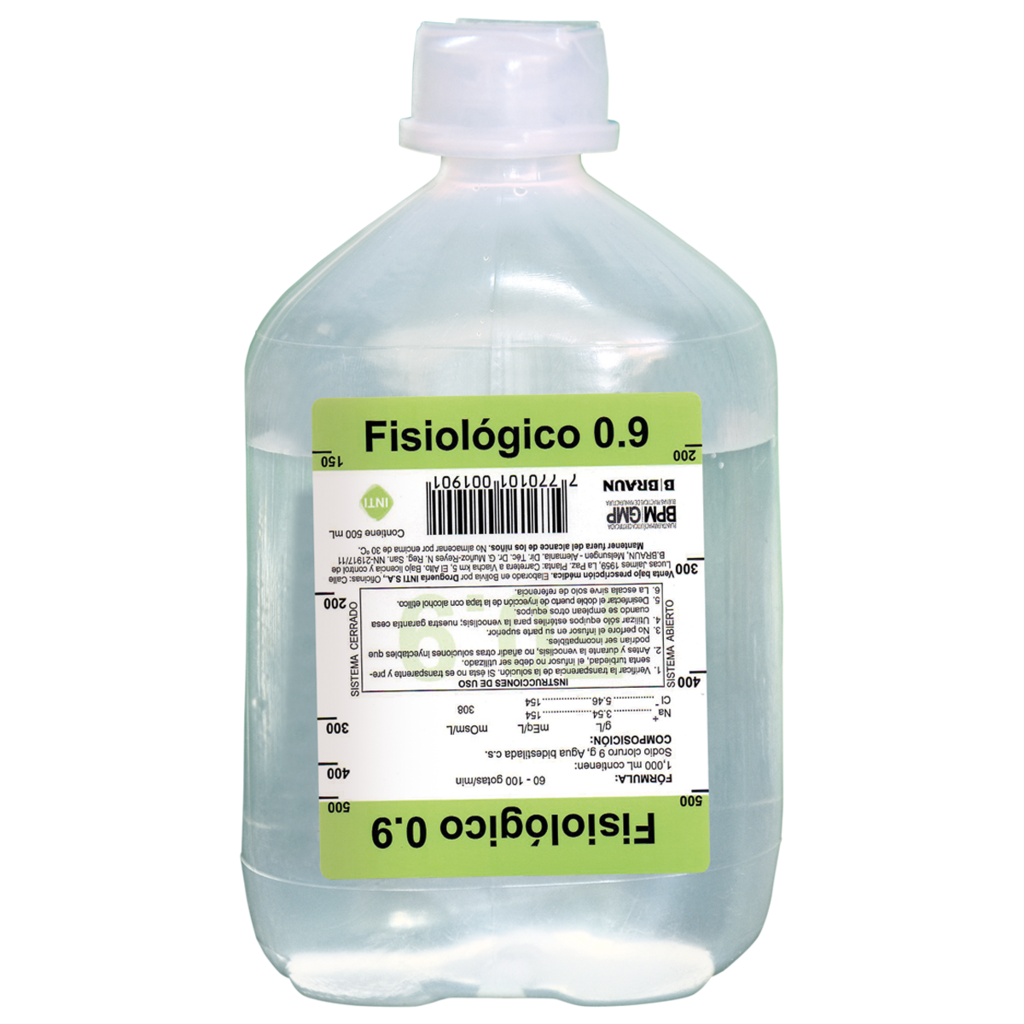 Fisiológico 0.9
Fisiológico 0.9
500
500
400
300
FÓRMULA: 60 - 100 gotas/min
1,000 mL contienen:
Sodio cloruro 9 g, Agua bidestilada c.s.
COMPOSICIÓN:
g/L mEq/L mOsm/L
Na+ ............ 3.54 ..................... 154
Cl- ............ 5.46 ..................... 154 308
400
SISTEMA ABIERTO
INSTRUCCIONES DE USO
1. Verificar la transparencia de la solución. Si ésta no es transparente y pre-
senta turbiedad, el infusor no debe ser utilizado.
2. Antes y durante la venoclisis, no añadir otras soluciones inyectables que
podrían ser incompatibles.
3. No perfore el infusor en su parte superior.
4. Utilizar sólo equipos estériles para la venoclisis; nuestra garantía cesa
cuando se emplean otros equipos.
5. Desinfectar el doble puerto de inyección de la tapa con alcohol etílico.
6. La escala sirve solo de referencia.
0.9
SISTEMA CERRADO
200
300
Venta bajo prescripción médica. Elaborado en Bolivia por Droguería INTI S.A., Oficinas: Calle
Lucas Jaimes 1959, La Paz. Planta: Carretera a Viacha km 5, El Alto. Bajo licencia y control de
B.BRAUN Melsungen - Alemania. Dir. Téc. Dr. G. Muñoz-Reyes N. Reg. San. NN-21917/11
Mantener fuera del alcance de los niños. No almacenar por encima de 30 ºC.
BPM GMP
B|BRAUN
7 770101 001901
Contiene 500 mL
INTI
200
150